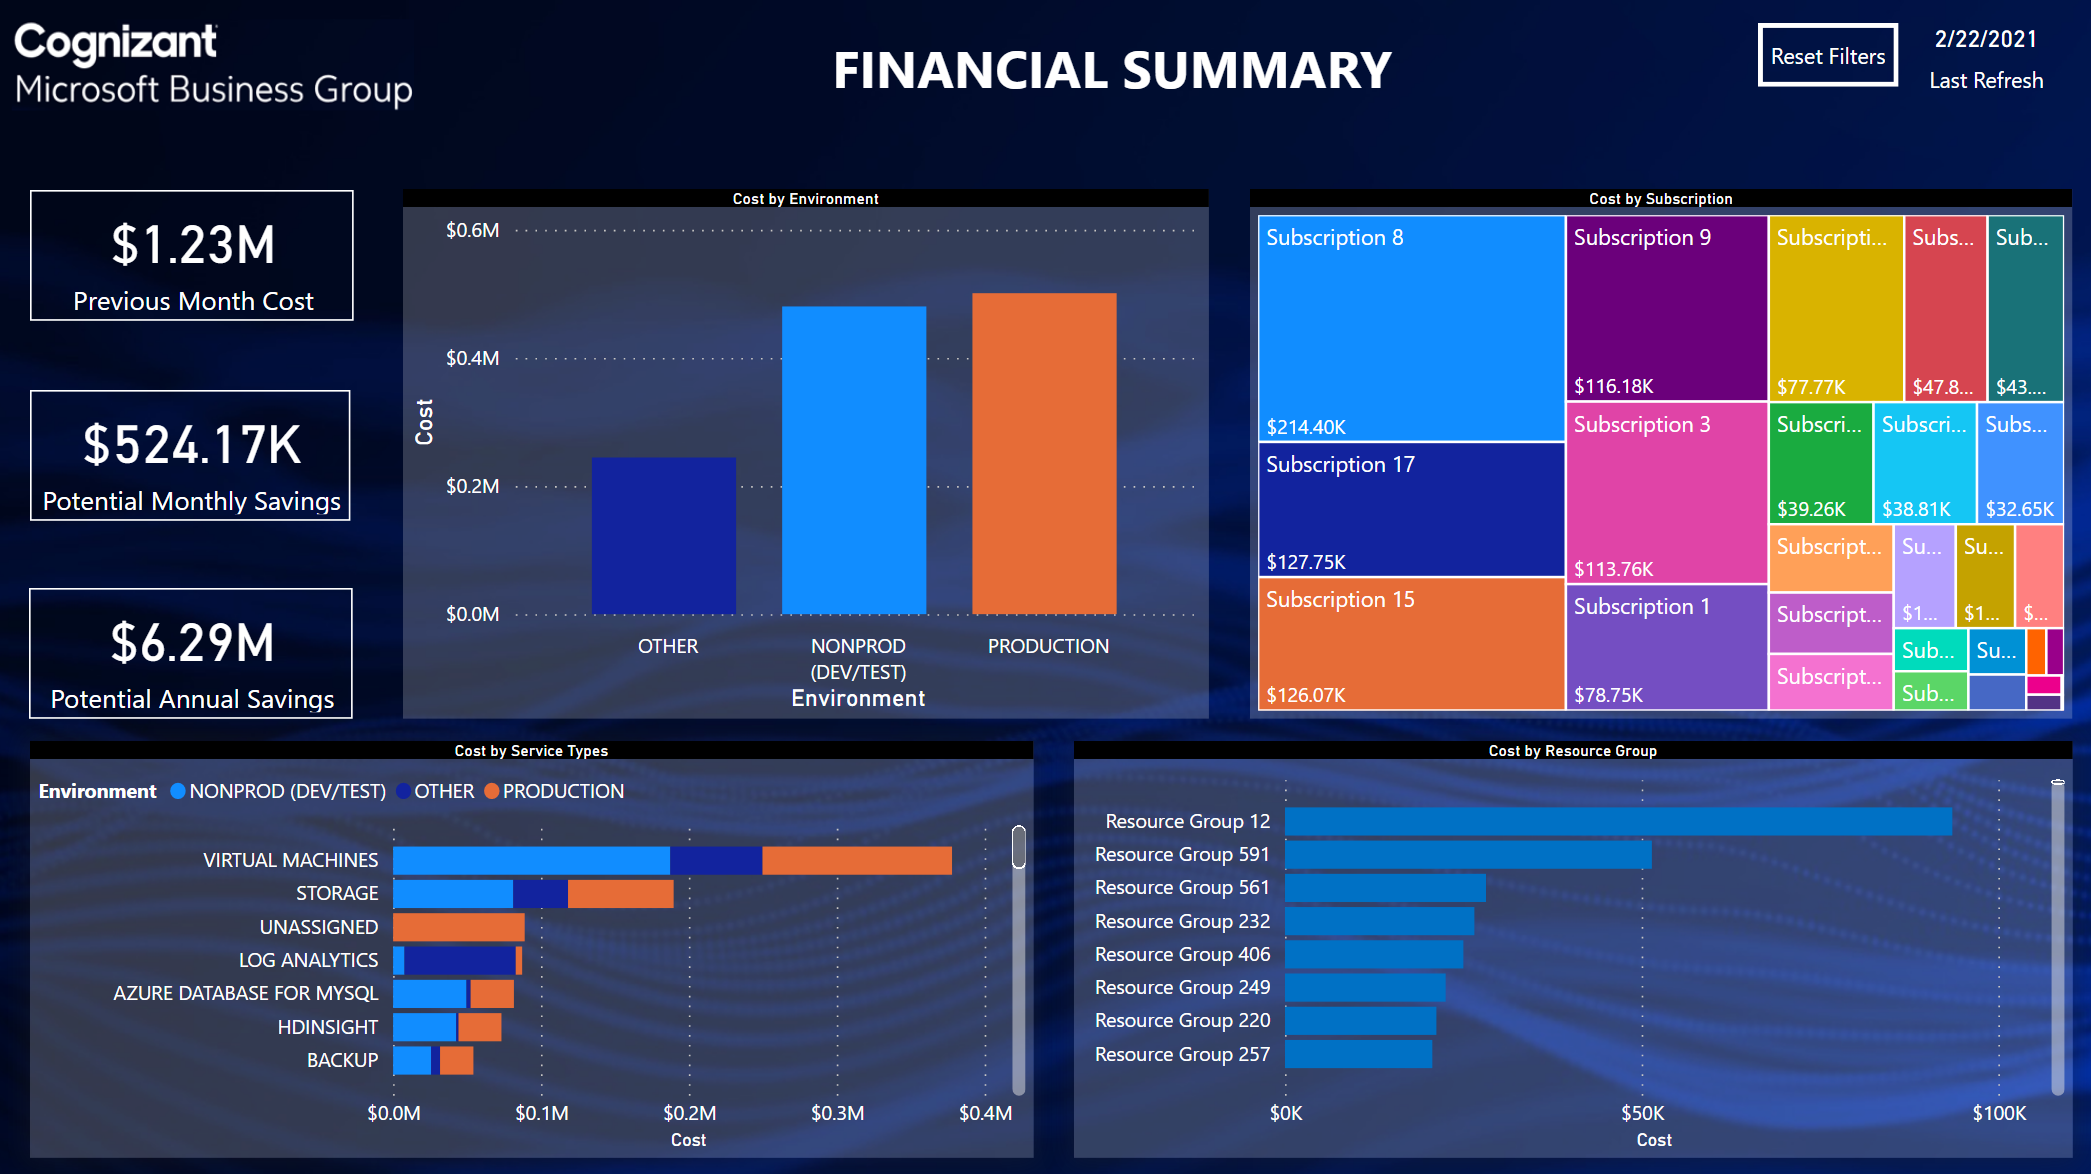 Cognizant
Microsoft Business Group
FINANCIAL SUMMARY
Reset Filters
2/22/2021
Last Refresh
$1.23M
Previous Month Cost
$524.17K
Potential Monthly Savings
$6.29M
Potential Annual Savings
Cost by Environment
$0.6M
$0.4M
$0.2M
$0.0M
Cost
OTHER
NONPROD
(DEV/TEST)
PRODUCTION
Environment
Cost by Subscription
Subscription 8
$214.40K
Subscription 17
$127.75K
Subscription 15
$126.07K
Subscription 9
$116.18K
Subscription 3
$113.76K
Subscription 1
$78.75K
Subscripti...
$77.77K
Subs...
$47.8...
Sub...
$43....
Subscri...
$39.26K
Subscri...
$38.81K
Subs...
$32.65K
Subscript...
Subscript...
Subscript...
Su...
$1...
Su...
$1...
$...
Sub...
Su...
Sub...
Cost by Service Types
Environment NONPROD (DEV/TEST) OTHER PRODUCTION
VIRTUAL MACHINES
STORAGE
UNASSIGNED
LOG ANALYTICS
AZURE DATABASE FOR MYSQL
HDINSIGHT
BACKUP
$0.0M $0.1M $0.2M $0.3M $0.4M
Cost
Cost by Resource Group
Resource Group 12
Resource Group 591
Resource Group 561
Resource Group 232
Resource Group 406
Resource Group 249
Resource Group 220
Resource Group 257
$0K $50K $100K
Cost